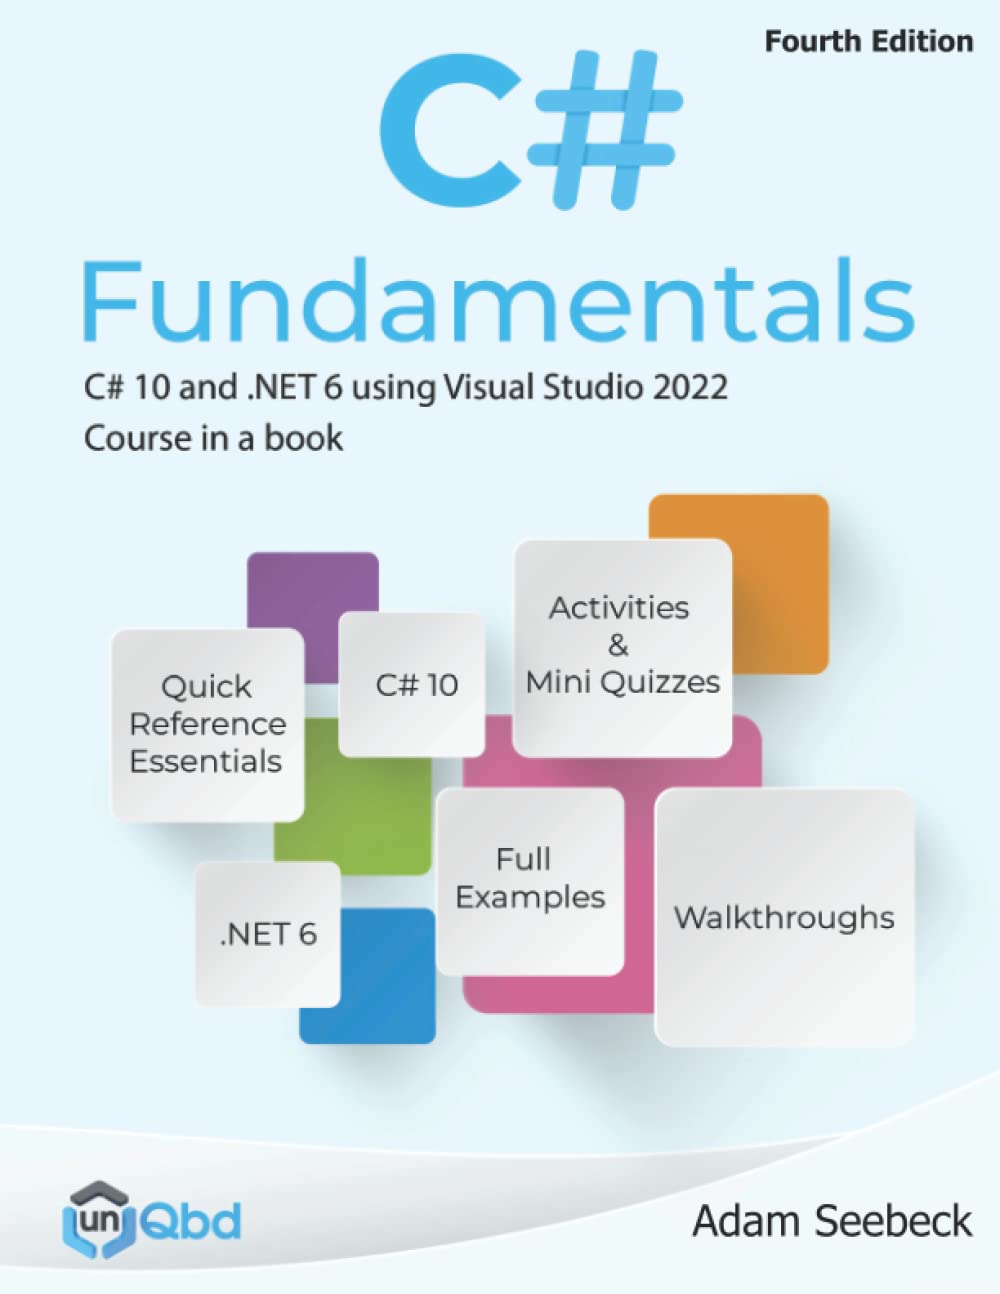 Fourth Edition
C#
Fundamentals
C# 10 and .NET 6 using Visual Studio 2022
Course in a book
Activities
&
Mini Quizzes
Quick
Reference
Essentials
C# 10
Full
Examples
Walkthroughs
.NET 6
unQbd
Adam Seebeck